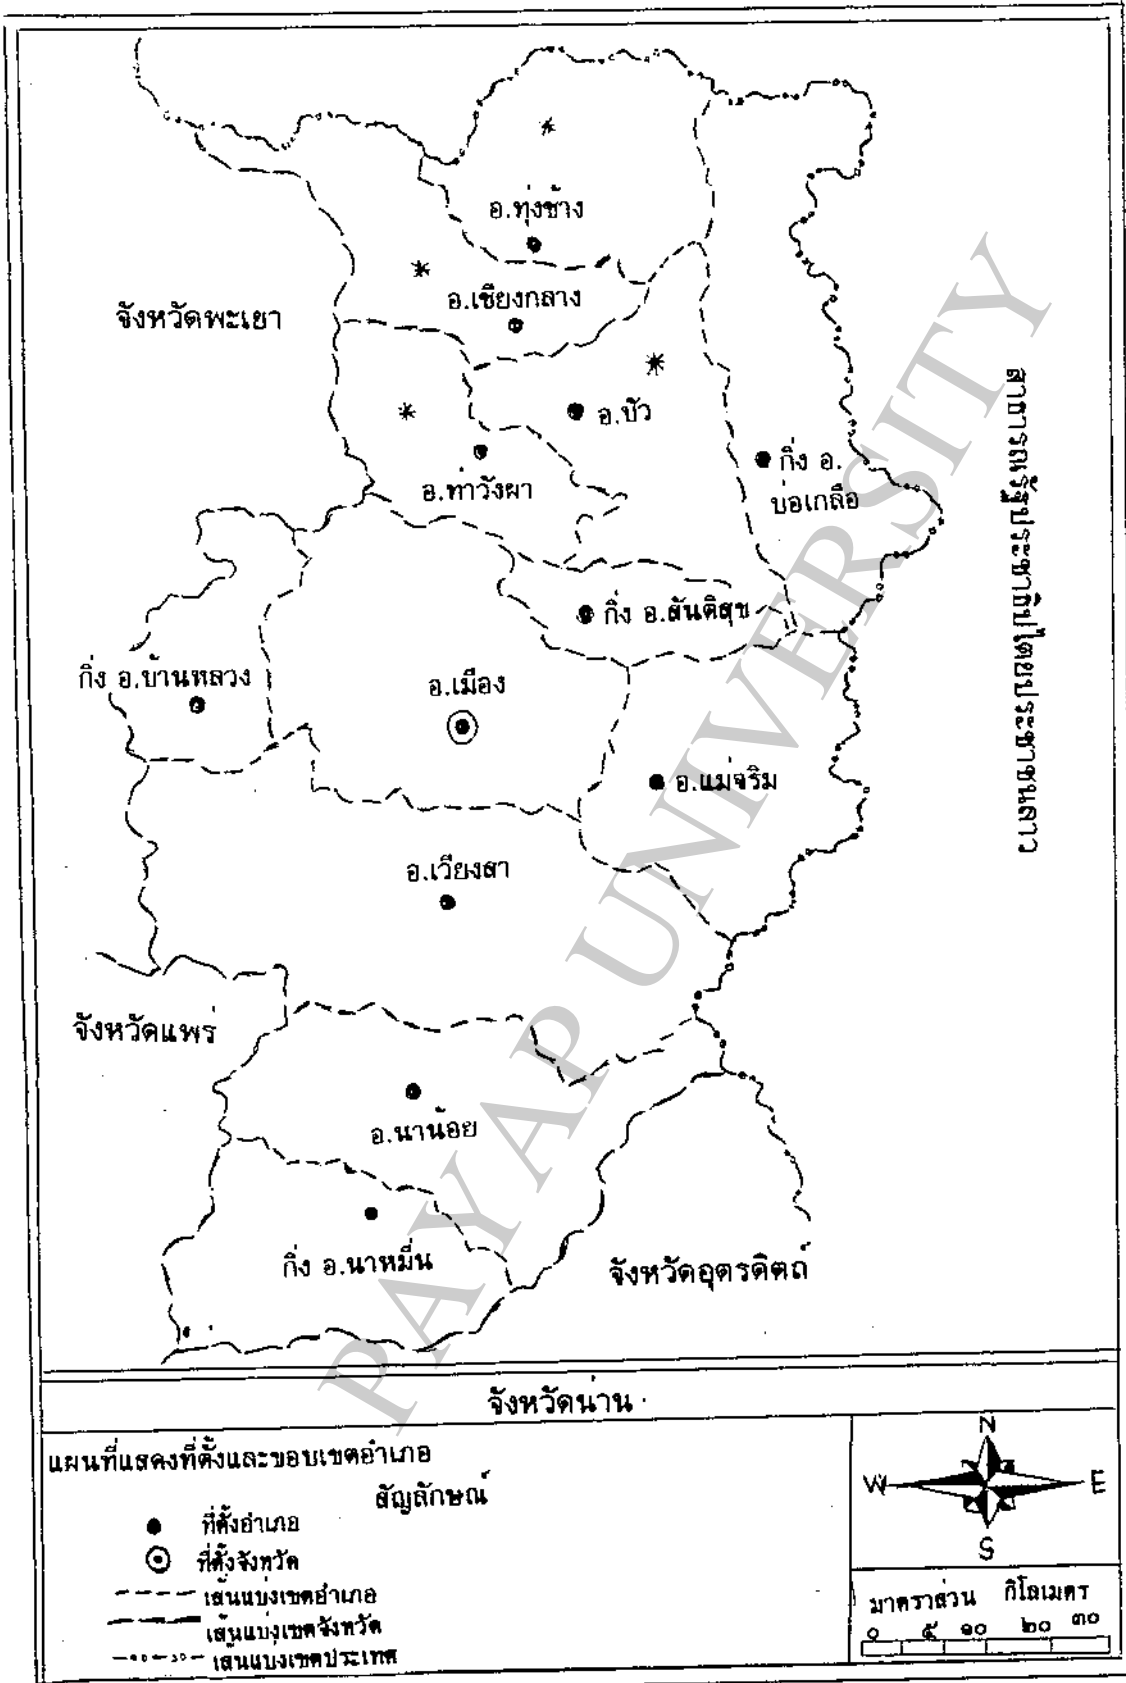 อ.ทุ่งช้าง
อ.เชียงกลาง
จังหวัดพะเยา
อ.ปัว
กิ่ง อ.
บ่อเกลือ
อ.ท่าวังผา
สาธารณรัฐประชาธิปไตยประชาชนลาว
กิ่ง อ.สันติสุข
กิ่ง อ.บ้านหลวง
อ.เมือง
อ.แม่จริม
อ.เวียงสา
จังหวัดแพร่
อ.นาน้อย
กิ่ง อ.นาหมื่น
จังหวัดอุตรดิตถ์
PAYAP UNIVERSITY
จังหวัดน่าน
แผนที่แสดงที่ตั้งและขอบเขตอำเภอ
สัญลักษณ์
ที่ตั้งอำเภอ
ที่ตั้งจังหวัด
เส้นแบ่งเขตอำเภอ
เส้นแบ่งเขตจังหวัด
เส้นแบ่งเขตประเทศ
N
W E
S
มาตราส่วน กิโลเมตร
๐ ๕ ๑๐ ๒๐ ๓๐